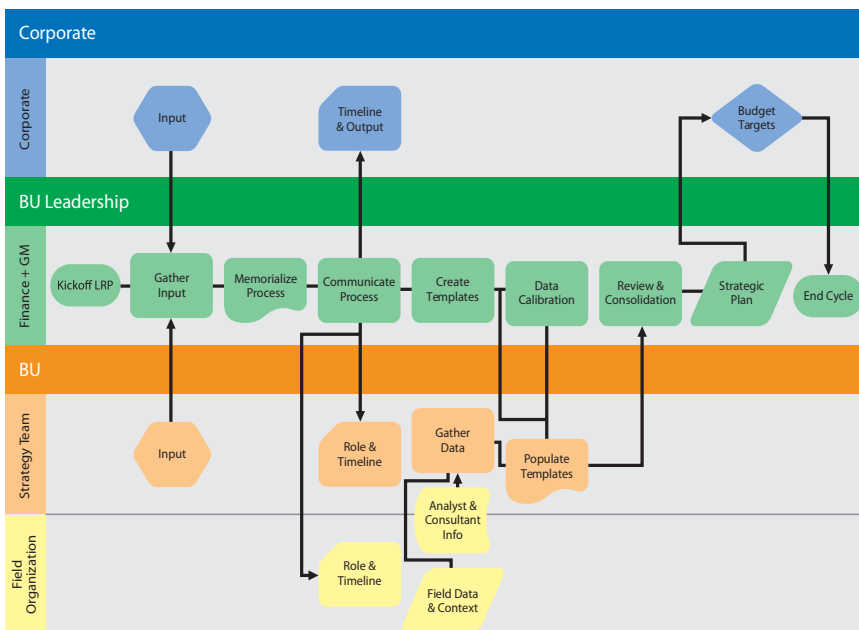 Corporate
Corporate
Input
Timeline
& Output
Budget
Targets
BU Leadership
Finance + GM
Kickoff LRP
Gather
Input
Memorialize
Process
Communicate
Process
Create
Templates
Data
Calibration
Review &
Consolidation
Strategic
Plan
End Cycle
BU
Strategy Team
Input
Role &
Timeline
Gather
Data
Populate
Templates
Analyst &
Consultant
Info
Field
Organization
Role &
Timeline
Field Data
& Context